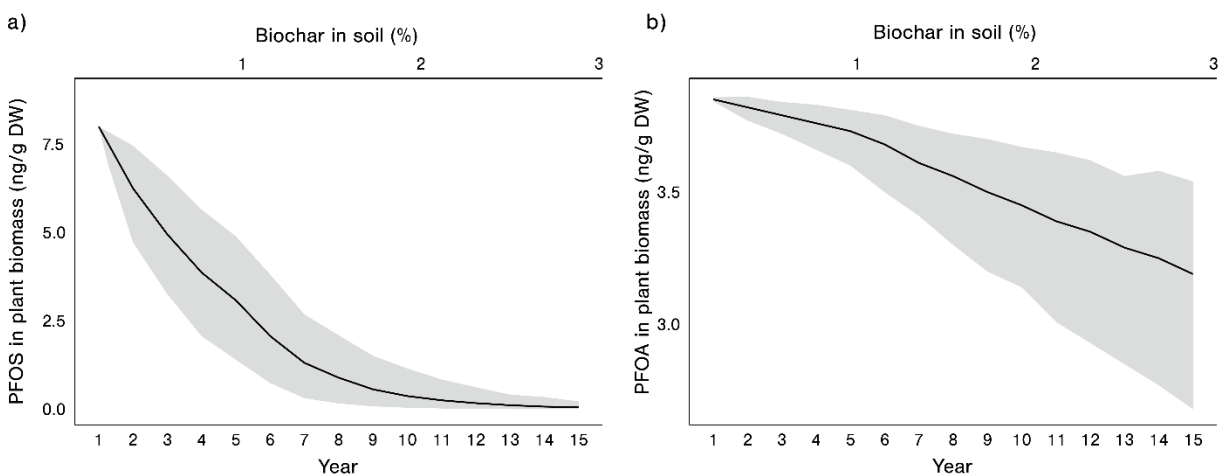 a)
Biochar in soil (%)
1 2 3
PFOS in plant biomass (ng/g DW)
7.5
5.0
2.5
0.0
1 2 3 4 5 6 7 8 9 10 11 12 13 14 15
Year
b)
Biochar in soil (%)
1 2 3
PFOA in plant biomass (ng/g DW)
3.5
3.0
1 2 3 4 5 6 7 8 9 10 11 12 13 14 15
Year